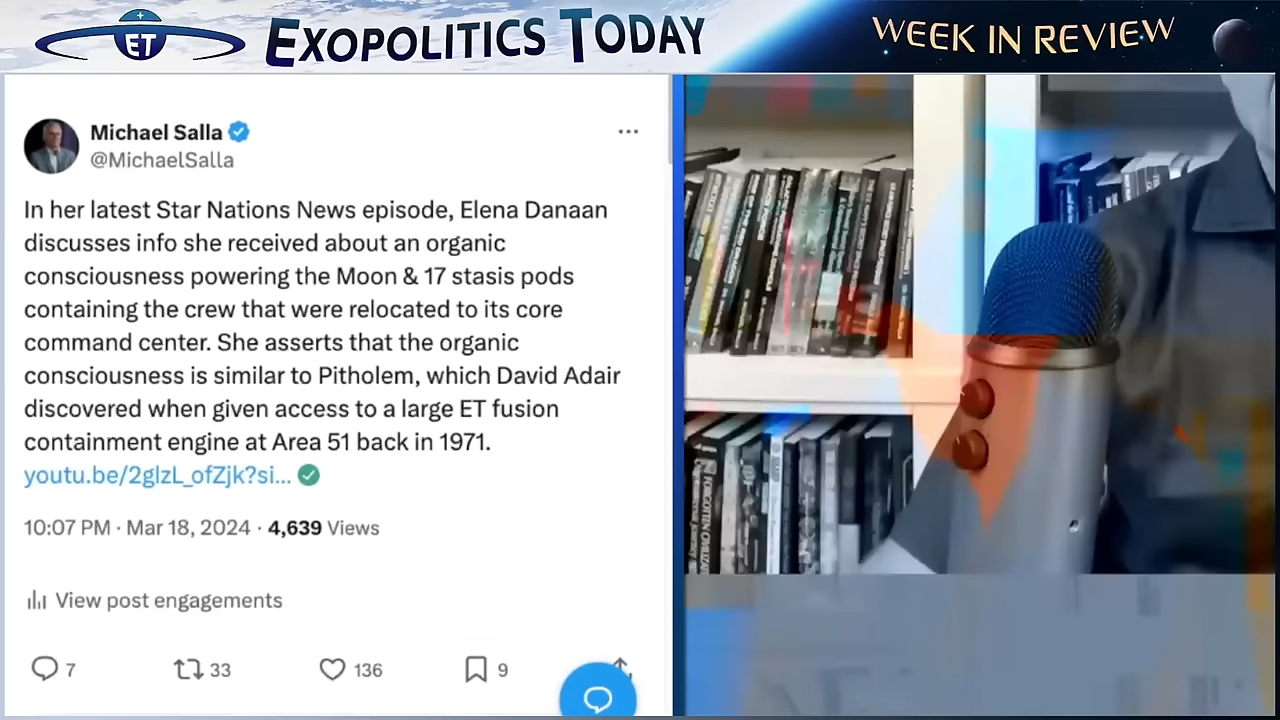 ET
EXOPOLITICS TODAY
WEEK IN REVIEW
Michael Salla
@MichaelSalla
In her latest Star Nations News episode, Elena Danaan
discusses info she received about an organic
consciousness powering the Moon & 17 stasis pods
containing the crew that were relocated to its core
command center. She asserts that the organic
consciousness is similar to Pitholem, which David Adair
discovered when given access to a large ET fusion
containment engine at Area 51 back in 1971.
youtu.be/2glzL_ofZjk?si...
10:07 PM · Mar 18, 2024 · 4,639 Views
View post engagements
7 33 136 9
FORGOTTEN CIVILIZATION